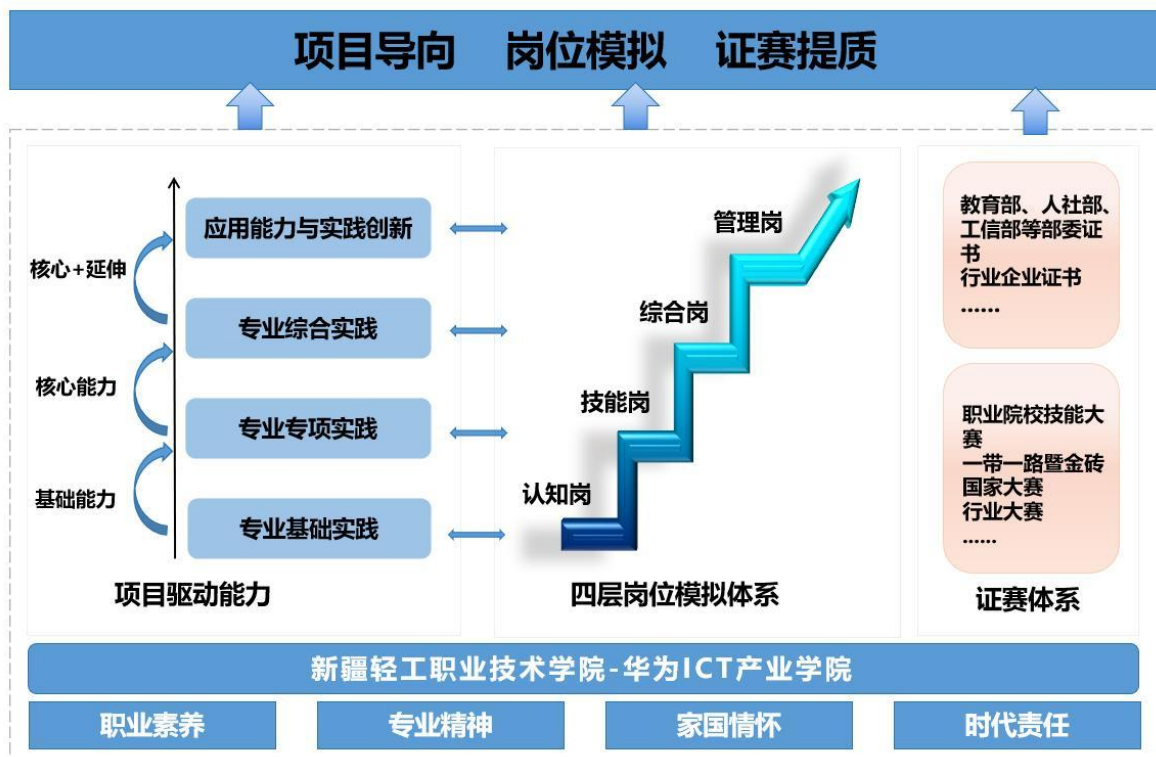 项目导向 岗位模拟 证赛提质
核心+延伸
核心能力
基础能力
应用能力与实践创新
专业综合实践
专业专项实践
专业基础实践
项目驱动能力
管理岗
综合岗
技能岗
认知岗
四层岗位模拟体系
教育部、人社部、
工信部等部委证
书
行业企业证书
......
职业院校技能大
赛
一带一路暨金砖
国家大赛
行业大赛
......
证赛体系
新疆轻工职业技术学院-华为ICT产业学院
职业素养
专业精神
家国情怀
时代责任